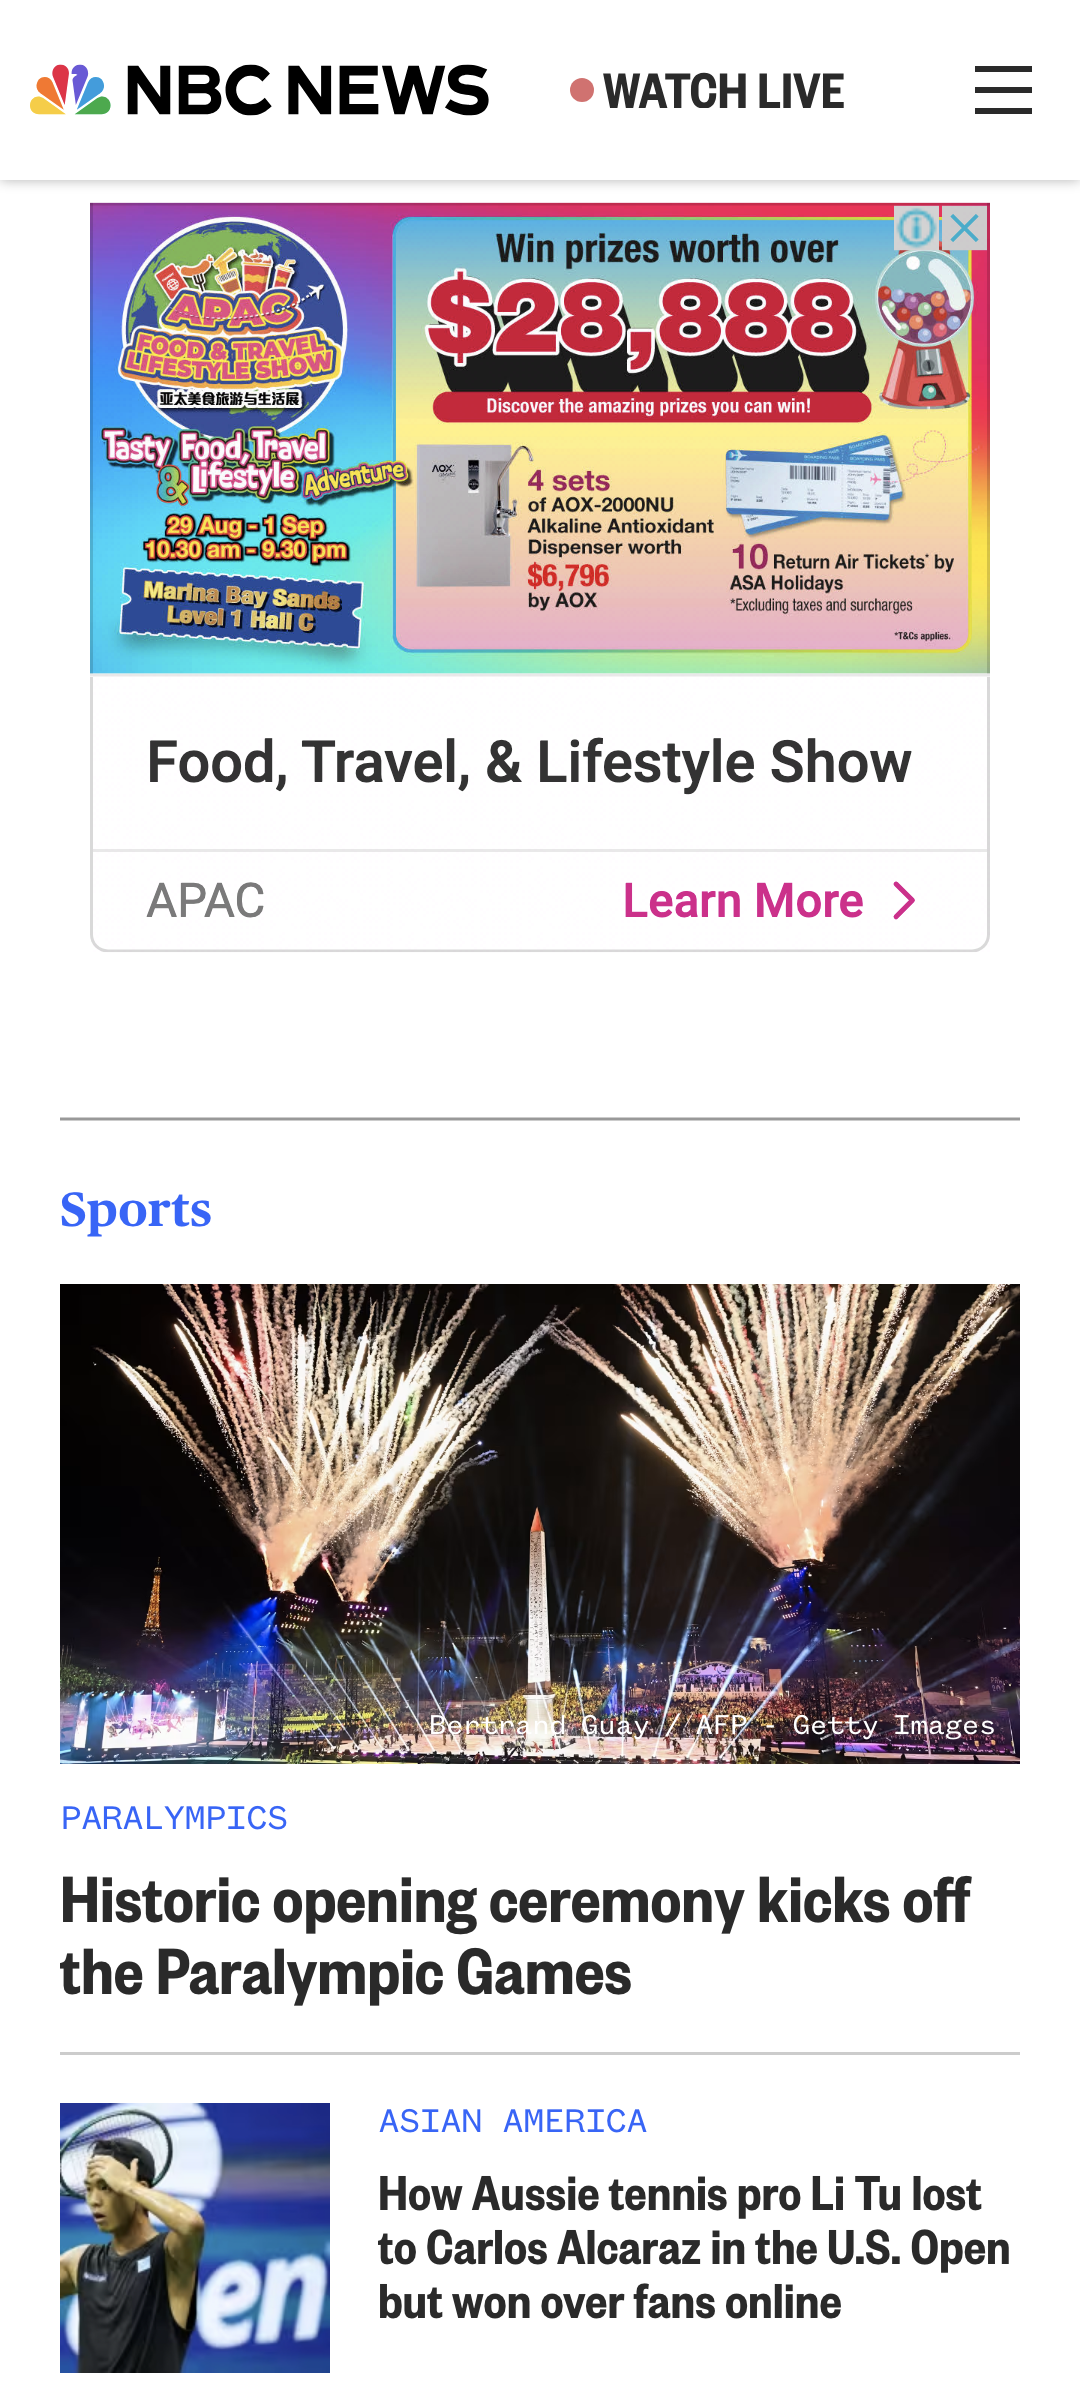 NBC NEWS
WATCH LIVE
Win prizes worth over
$28,888
Discover the amazing prizes you can win!
APAC
FOOD & TRAVEL
LIFESTYLE SHOW
亚太美食旅游与生活展
Tasty Food, Travel
& Lifestyle Adventure
29 Aug - 1 Sep
10.30 am - 9.30 pm
Marina Bay Sands
Level 1 Hall C
AOX
4 sets
of AOX-2000NU
Alkaline Antioxidant
Dispenser worth
$6,796
by AOX
BOARDING PASS
10 Return Air Tickets* by
ASA Holidays
*Excluding taxes and surcharges
*T&Cs applies.
Food, Travel, & Lifestyle Show
APAC
Learn More
Sports
Bertrand Guay / AFP - Getty Images
PARALYMPICS
Historic opening ceremony kicks off
the Paralympic Games
ASIAN AMERICA
How Aussie tennis pro Li Tu lost
to Carlos Alcaraz in the U.S. Open
but won over fans online
en